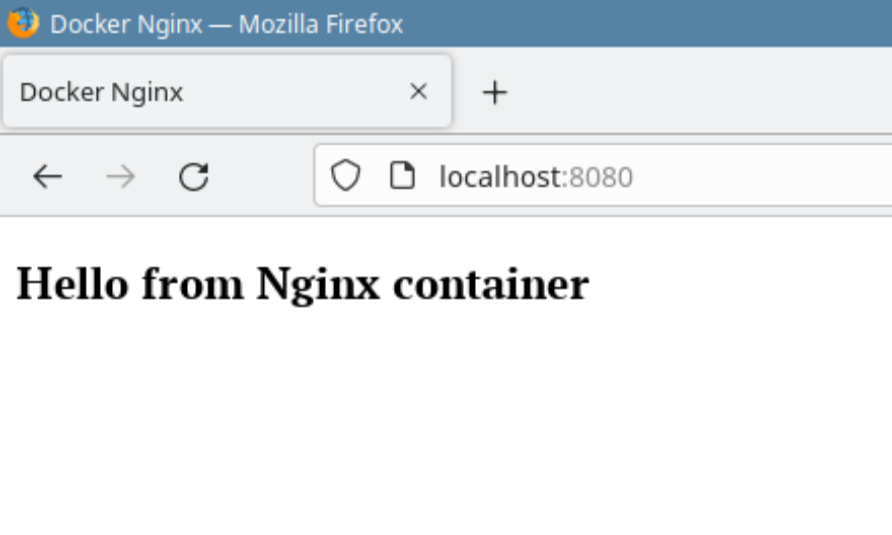 Docker Nginx — Mozilla Firefox
Docker Nginx
localhost:8080
Hello from Nginx container